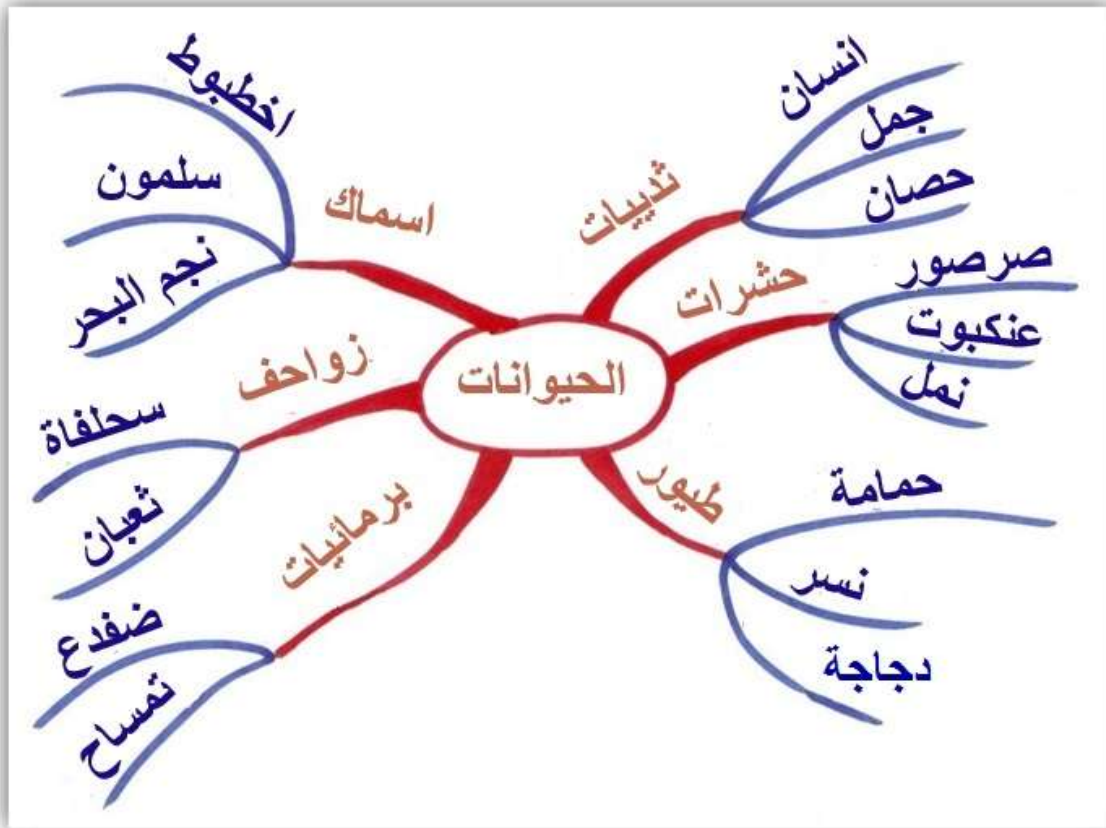 الحيوانات
ثدييات
انسان
جمل
حصان
حشرات
صرصور
عنكبوت
نمل
طيور
حمامة
نسر
دجاجة
اسماك
اخطبوط
سلمون
نجم البحر
زواحف
سحلفاة
ثعبان
برمائيات
ضفدع
تمساح